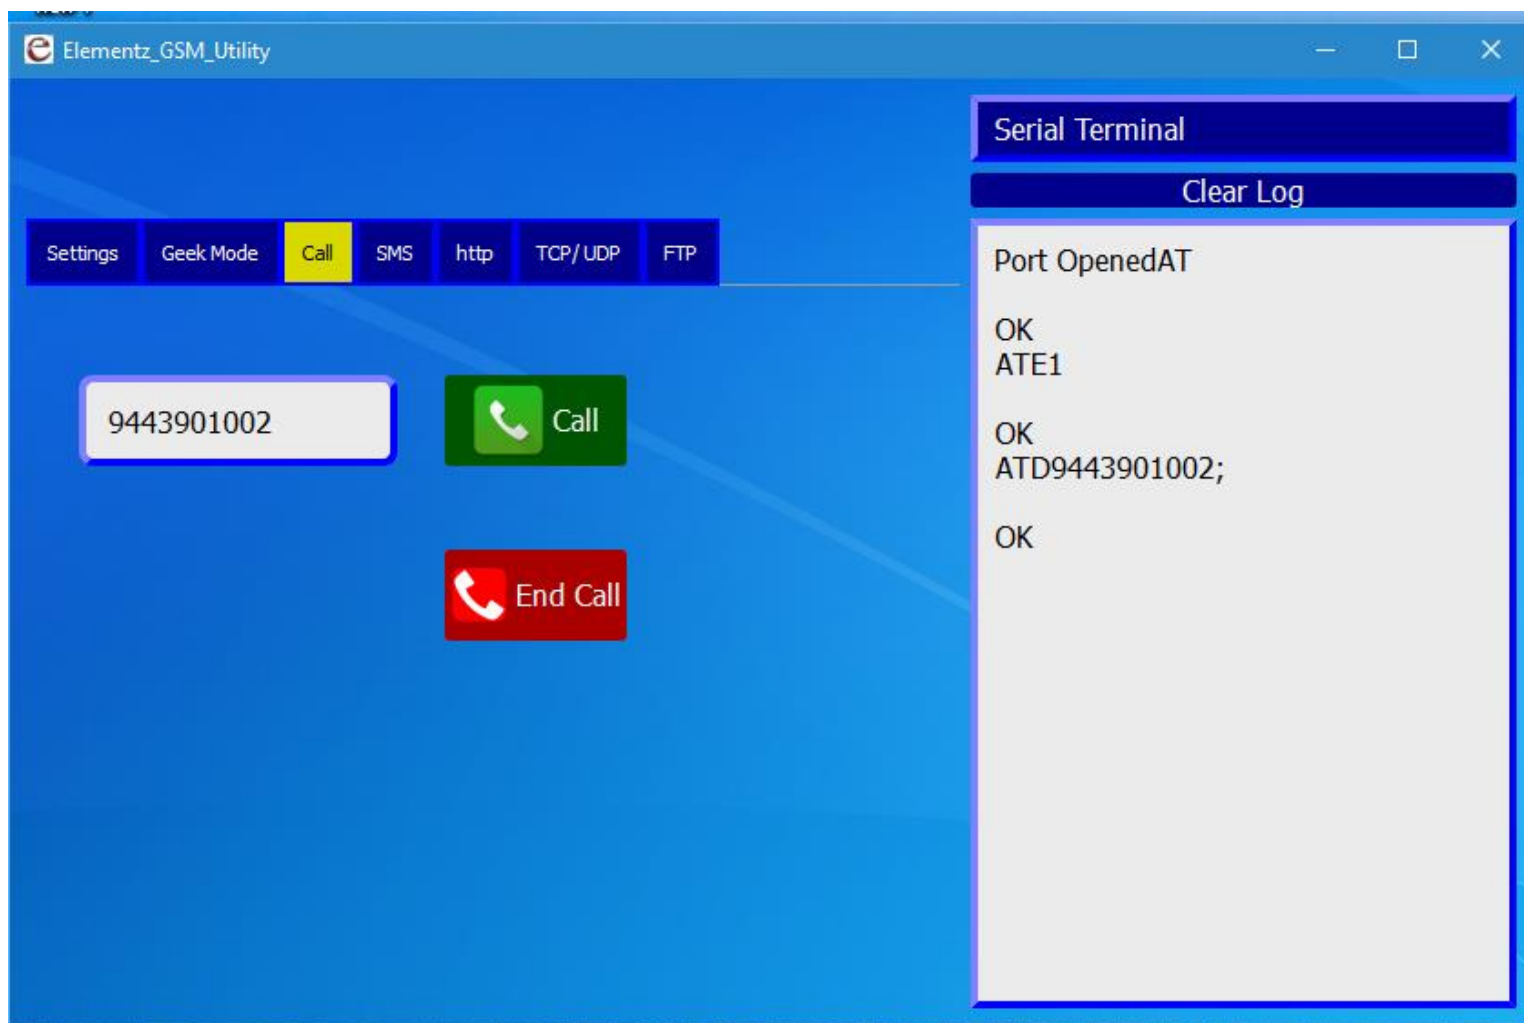 Elementz_GSM_Utility
Serial Terminal
Clear Log
Settings Geek Mode Call SMS http TCP/UDP FTP
Port OpenedAT
OK
ATE1
OK
ATD9443901002;
OK
9443901002
Call
End Call